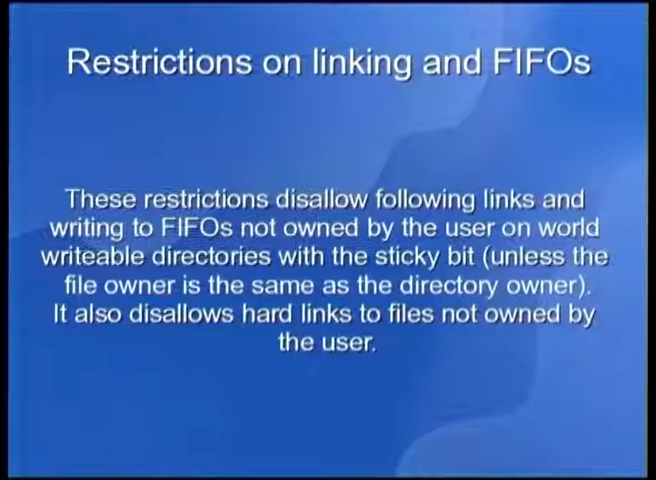 Restrictions on linking and FIFOs
These restrictions disallow following links and
writing to FIFOs not owned by the user on world
writeable directories with the sticky bit (unless the
file owner is the same as the directory owner).
It also disallows hard links to files not owned by
the user.